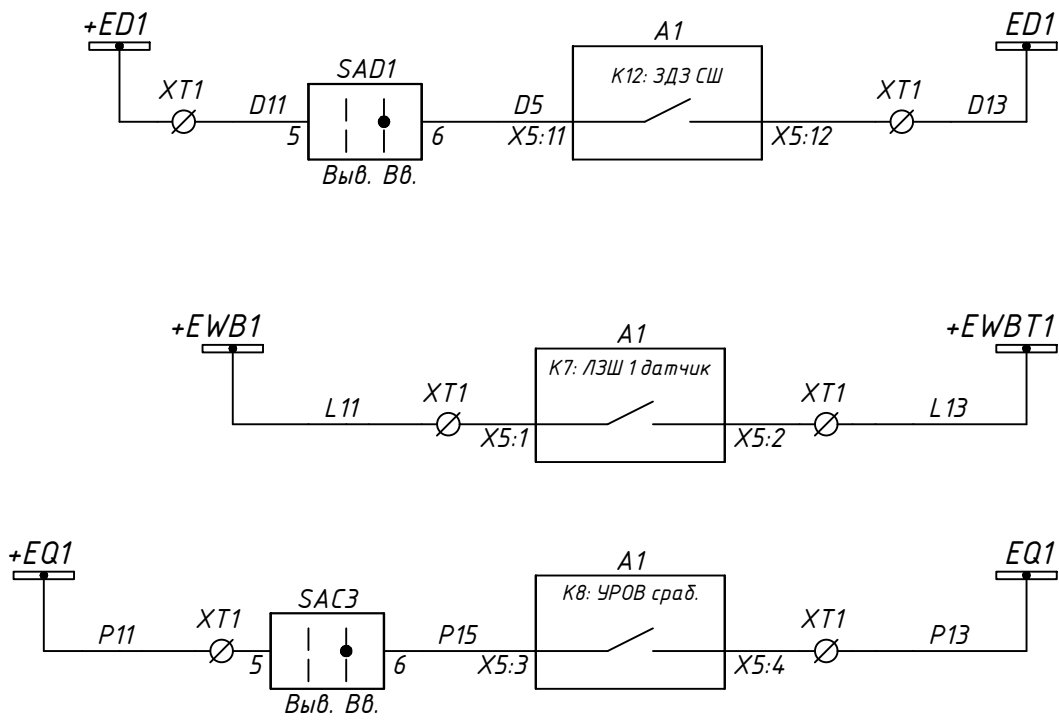 +ED1
ED1
A1
SAD1
K12: ЗДЗ СШ
XT1
D11
D5
XT1
D13
5
6
X5:11
X5:12
Выв. Вв.
+EWB1
+EWBT1
A1
K7: ЛЗШ 1 датчик
L11
XT1
XT1
L13
X5:1
X5:2
+EQ1
EQ1
A1
SAC3
K8: УРОВ сраб.
P11
XT1
P15
XT1
P13
5
6
X5:3
X5:4
Выв. Вв.